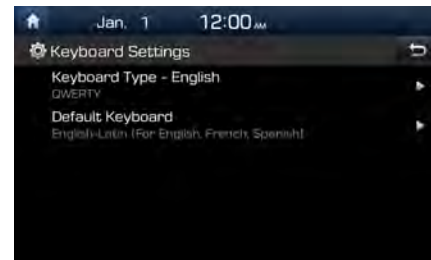 Jan. 1 12:00 AM
Keyboard Settings
Keyboard Type - English
QWERTY
Default Keyboard
English-Latin (For English, French, Spanish)